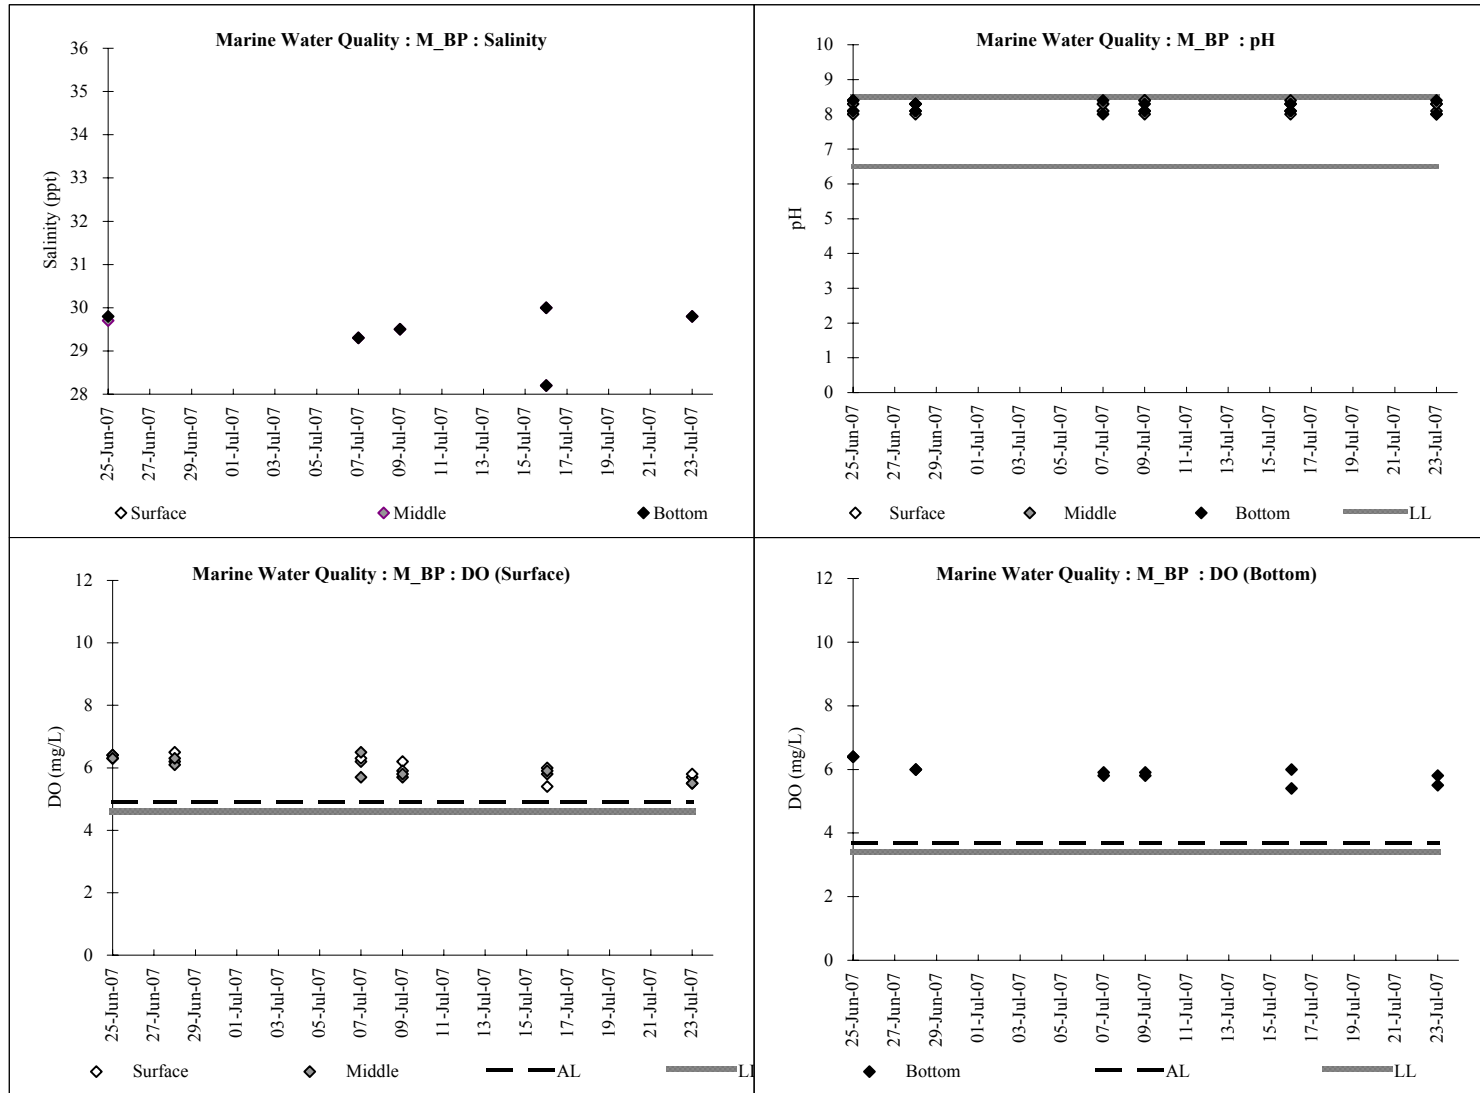 Marine Water Quality : M_BP : Salinity
36
35
34
33
32
31
30
29
28
Salinity (ppt)
25-Jun-07
27-Jun-07
29-Jun-07
01-Jul-07
03-Jul-07
05-Jul-07
07-Jul-07
09-Jul-07
11-Jul-07
13-Jul-07
15-Jul-07
17-Jul-07
19-Jul-07
21-Jul-07
23-Jul-07
Surface Middle Bottom
Marine Water Quality : M_BP : pH
10
9
8
7
6
5
4
3
2
1
0
pH
25-Jun-07
27-Jun-07
29-Jun-07
01-Jul-07
03-Jul-07
05-Jul-07
07-Jul-07
09-Jul-07
11-Jul-07
13-Jul-07
15-Jul-07
17-Jul-07
19-Jul-07
21-Jul-07
23-Jul-07
Surface Middle Bottom LL
Marine Water Quality : M_BP : DO (Surface)
12
10
8
6
4
2
0
DO (mg/L)
25-Jun-07
27-Jun-07
29-Jun-07
01-Jul-07
03-Jul-07
05-Jul-07
07-Jul-07
09-Jul-07
11-Jul-07
13-Jul-07
15-Jul-07
17-Jul-07
19-Jul-07
21-Jul-07
23-Jul-07
Surface Middle AL LL
Marine Water Quality : M_BP : DO (Bottom)
12
10
8
6
4
2
0
DO (mg/L)
25-Jun-07
27-Jun-07
29-Jun-07
01-Jul-07
03-Jul-07
05-Jul-07
07-Jul-07
09-Jul-07
11-Jul-07
13-Jul-07
15-Jul-07
17-Jul-07
19-Jul-07
21-Jul-07
23-Jul-07
Bottom AL LL